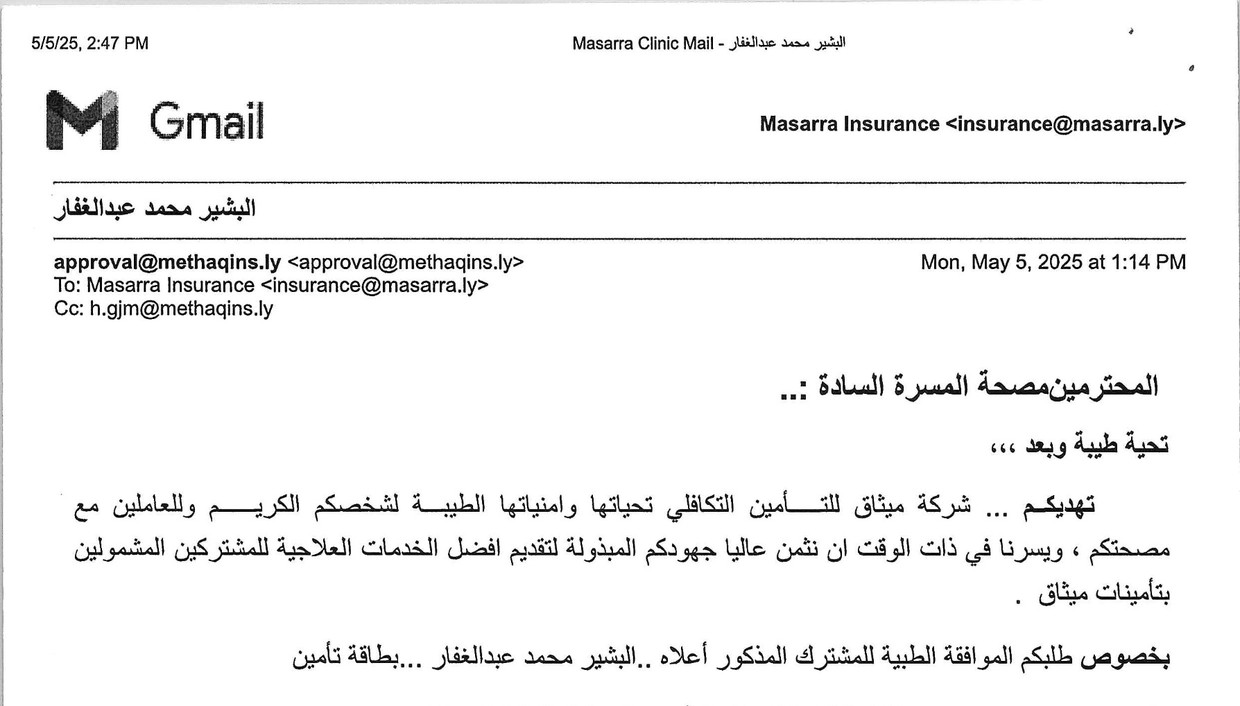 5/5/25, 2:47 PM
Masarra Clinic Mail - البشير محمد عبدالغفار
Gmail
Masarra Insurance <insurance@masarra.ly>
البشير محمد عبدالغفار
approval@methaqins.ly <approval@methaqins.ly>
Mon, May 5, 2025 at 1:14 PM
To: Masarra Insurance <insurance@masarra.ly>
Cc: h.gjm@methaqins.ly
المحترمينمصحة المسرة السادة :..
تحية طيبة وبعد ،،،
تهديكـم ... شركة ميثاق للتـــأمين التكافلي تحياتها وامنياتها الطيبـــة لشخصكم الكريـــــم وللعاملين مع
مصحتكم ، ويسرنا في ذات الوقت ان نثمن عاليا جهودكم المبذولة لتقديم افضل الخدمات العلاجية للمشتركين المشمولين
بتأمينات ميثاق .
بخصوص طلبكم الموافقة الطبية للمشترك المذكور أعلاه ..البشير محمد عبدالغفار ...بطاقة تأمين